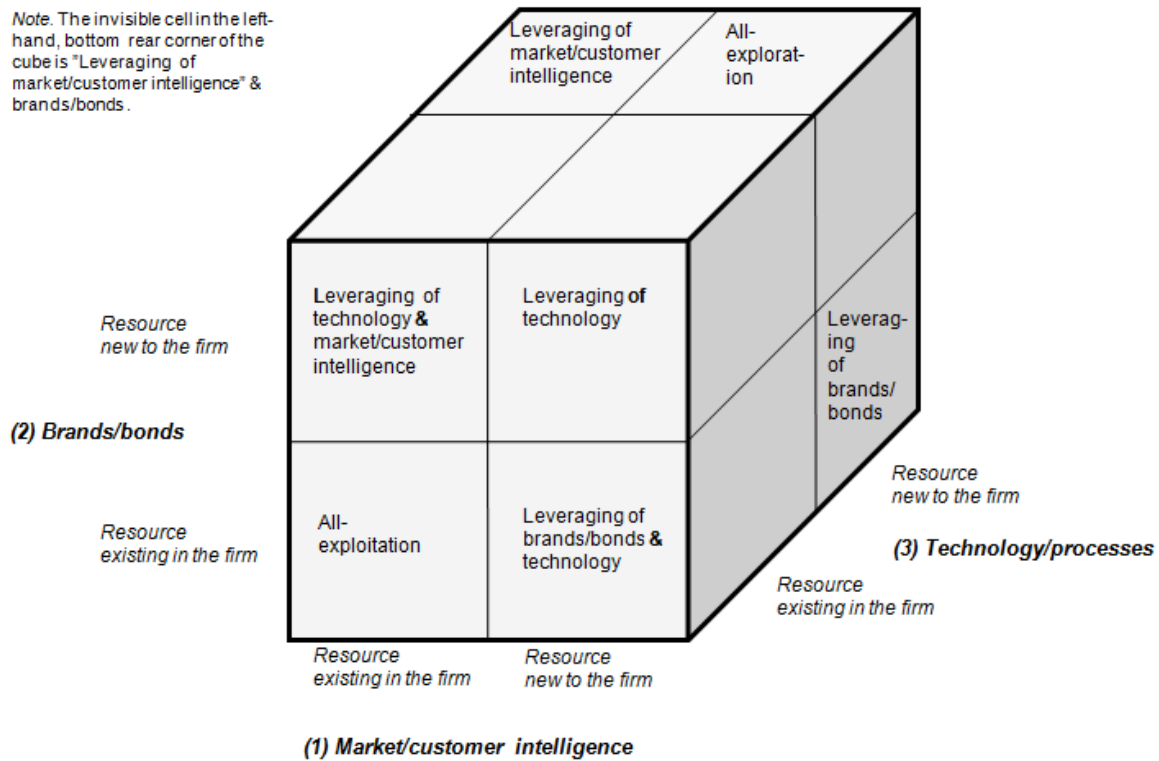 Note. The invisible cell in the left-
hand, bottom rear corner of the
cube is "Leveraging of
market/customer intelligence" &
brands/bonds.
Leveraging of
market/customer
intelligence
All-
explorat-
ion
Leveraging of
technology &
market/customer
intelligence
Leveraging of
technology
Resource
new to the firm
Leverag-
ing
of
brands/
bonds
(2) Brands/bonds
Resource
existing in the firm
All-
exploitation
Leveraging of
brands/bonds &
technology
Resource
new to the firm
(3) Technology/processes
Resource
existing in the firm
Resource
existing in the firm
Resource
new to the firm
(1) Market/customer intelligence